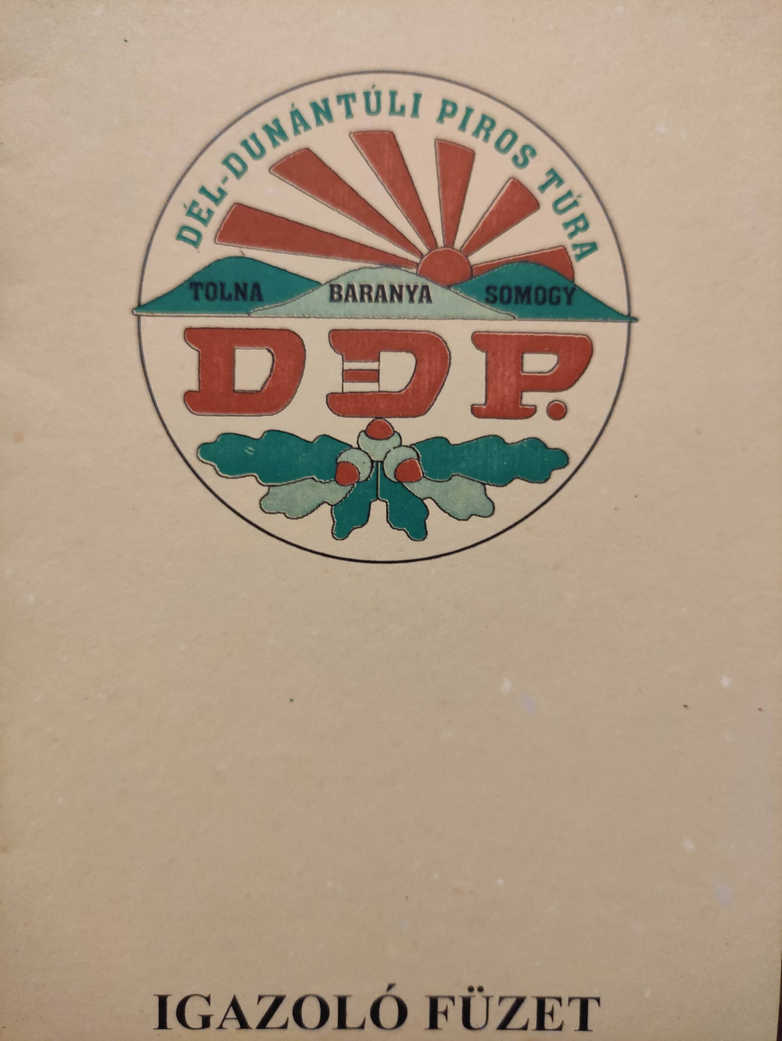 DÉL-DUNÁNTÚLI PIROS TÚRA
TOLNA BARANYA SOMOGY
DDP.
IGAZOLÓ FÜZET